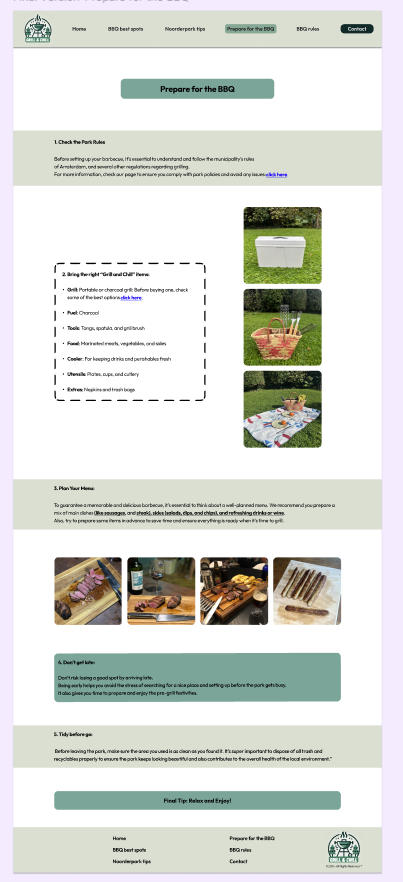 Final version- Prepare for the BBQ
GRILL & CHILL
Home
BBQ best spots
Noorderpark tips
Prepare for the BBQ
BBQ rules
Contact
Prepare for the BBQ
1. Check the Park Rules
Before setting up your barbecue, it's essential to understand and follow the municipality's rules
of Amsterdam, and several other regulations regarding grilling.
For more information, check our page to ensure you comply with park policies and avoid any issues click here.
2. Bring the right "Grill and Chill" items:
• Grill: Portable or charcoal grill: Before buying one, check
some of the best options click here.
• Fuel: Charcoal
• Tools: Tongs, spatula, and grill brush
• Food: Marinated meats, vegetables, and sides
• Cooler: For keeping drinks and perishables fresh
• Utensils: Plates, cups, and cutlery
• Extras: Napkins and trash bags
3. Plan Your Menu:
To guarantee a memorable and delicious barbecue, it's essential to think about a well-planned menu. We recommend you prepare a
mix of main dishes (like sausages, and steak), sides (salads, dips, and chips), and refreshing drinks or wine.
Also, try to prepare some items in advance to save time and ensure everything is ready when it's time to grill.
4. Don't get late:
Don't risk losing a good spot by arriving late.
Being early helps you avoid the stress of searching for a nice place and setting up before the park gets busy.
It also gives you time to prepare and enjoy the pre-grill festivities.
5. Tidy before go:
Before leaving the park, make sure the area you used is as clean as you found it. It's super important to dispose of all trash and
recyclables properly to ensure the park keeps looking beautiful and also contributes to the overall health of the local environment."
Final Tip: Relax and Enjoy!
Home
BBQ best spots
Noorderpark tips
Prepare for the BBQ
BBQ rules
Contact
GRILL & CHILL